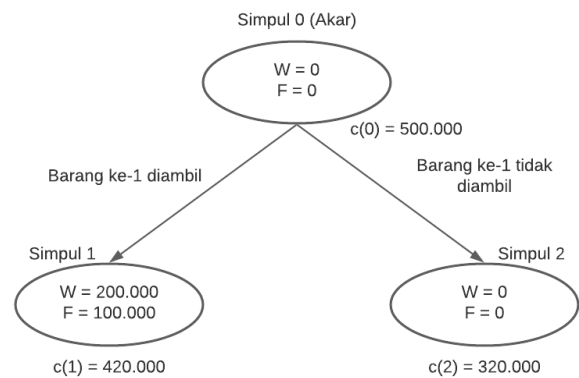 Simpul 0 (Akar)
W = 0
F = 0
c(0) = 500.000
Barang ke-1 diambil
Barang ke-1 tidak
diambil
Simpul 1
W = 200.000
F = 100.000
c(1) = 420.000
Simpul 2
W = 0
F = 0
c(2) = 320.000